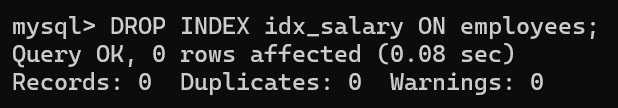 mysql> DROP INDEX idx_salary ON employees;
Query OK, 0 rows affected (0.08 sec)
Records: 0  Duplicates: 0  Warnings: 0